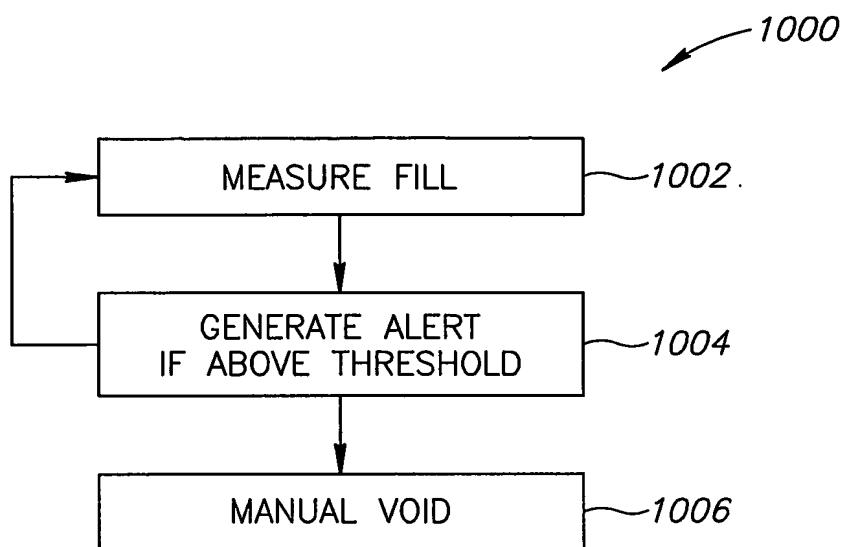 1000
MEASURE FILL
1002.
GENERATE ALERT
IF ABOVE THRESHOLD
1004
MANUAL VOID
1006